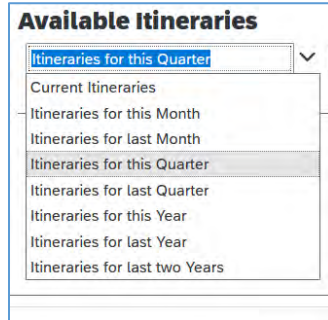 Available Itineraries
Itineraries for this Quarter
Current Itineraries
Itineraries for this Month
Itineraries for last Month
Itineraries for this Quarter
Itineraries for last Quarter
Itineraries for this Year
Itineraries for last Year
Itineraries for last two Years